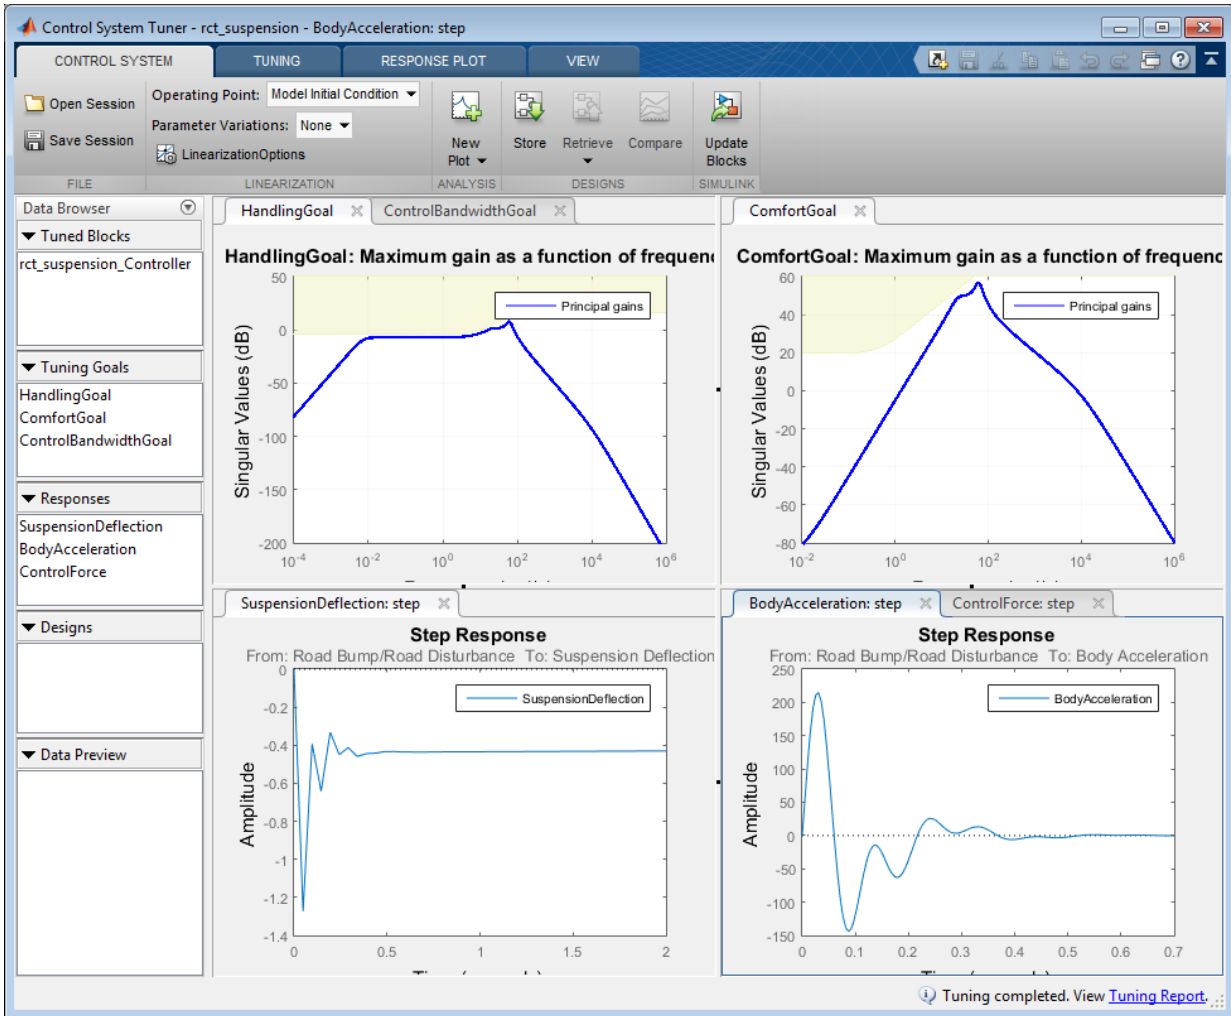 Control System Tuner - rct_suspension - BodyAcceleration: step
CONTROL SYSTEM TUNING RESPONSE PLOT VIEW
Open Session
Save Session
FILE
Operating Point: Model Initial Condition
Parameter Variations: None
LinearizationOptions
LINEARIZATION
New
Plot
ANALYSIS
Store Retrieve Compare
DESIGNS
Update
Blocks
SIMULINK
Data Browser
Tuned Blocks
rct_suspension_Controller
Tuning Goals
HandlingGoal
ComfortGoal
ControlBandwidthGoal
Responses
SuspensionDeflection
BodyAcceleration
ControlForce
Designs
Data Preview
HandlingGoal ControlBandwidthGoal
HandlingGoal: Maximum gain as a function of frequen
Principal gains
Singular Values (dB)
50
0
-50
-100
-150
-200
10^-4 10^-2 10^0 10^2 10^4 10^6
ComfortGoal
ComfortGoal: Maximum gain as a function of frequenc
Principal gains
Singular Values (dB)
60
40
20
0
-20
-40
-60
-80
10^-2 10^0 10^2 10^4 10^6
SuspensionDeflection: step
Step Response
From: Road Bump/Road Disturbance To: Suspension Deflection
SuspensionDeflection
Amplitude
0
-0.2
-0.4
-0.6
-0.8
-1
-1.2
-1.4
0 0.5 1 1.5 2
BodyAcceleration: step ControlForce: step
Step Response
From: Road Bump/Road Disturbance To: Body Acceleration
BodyAcceleration
Amplitude
250
200
150
100
50
0
-50
-100
-150
0 0.1 0.2 0.3 0.4 0.5 0.6 0.7
Tuning completed. View Tuning Report.